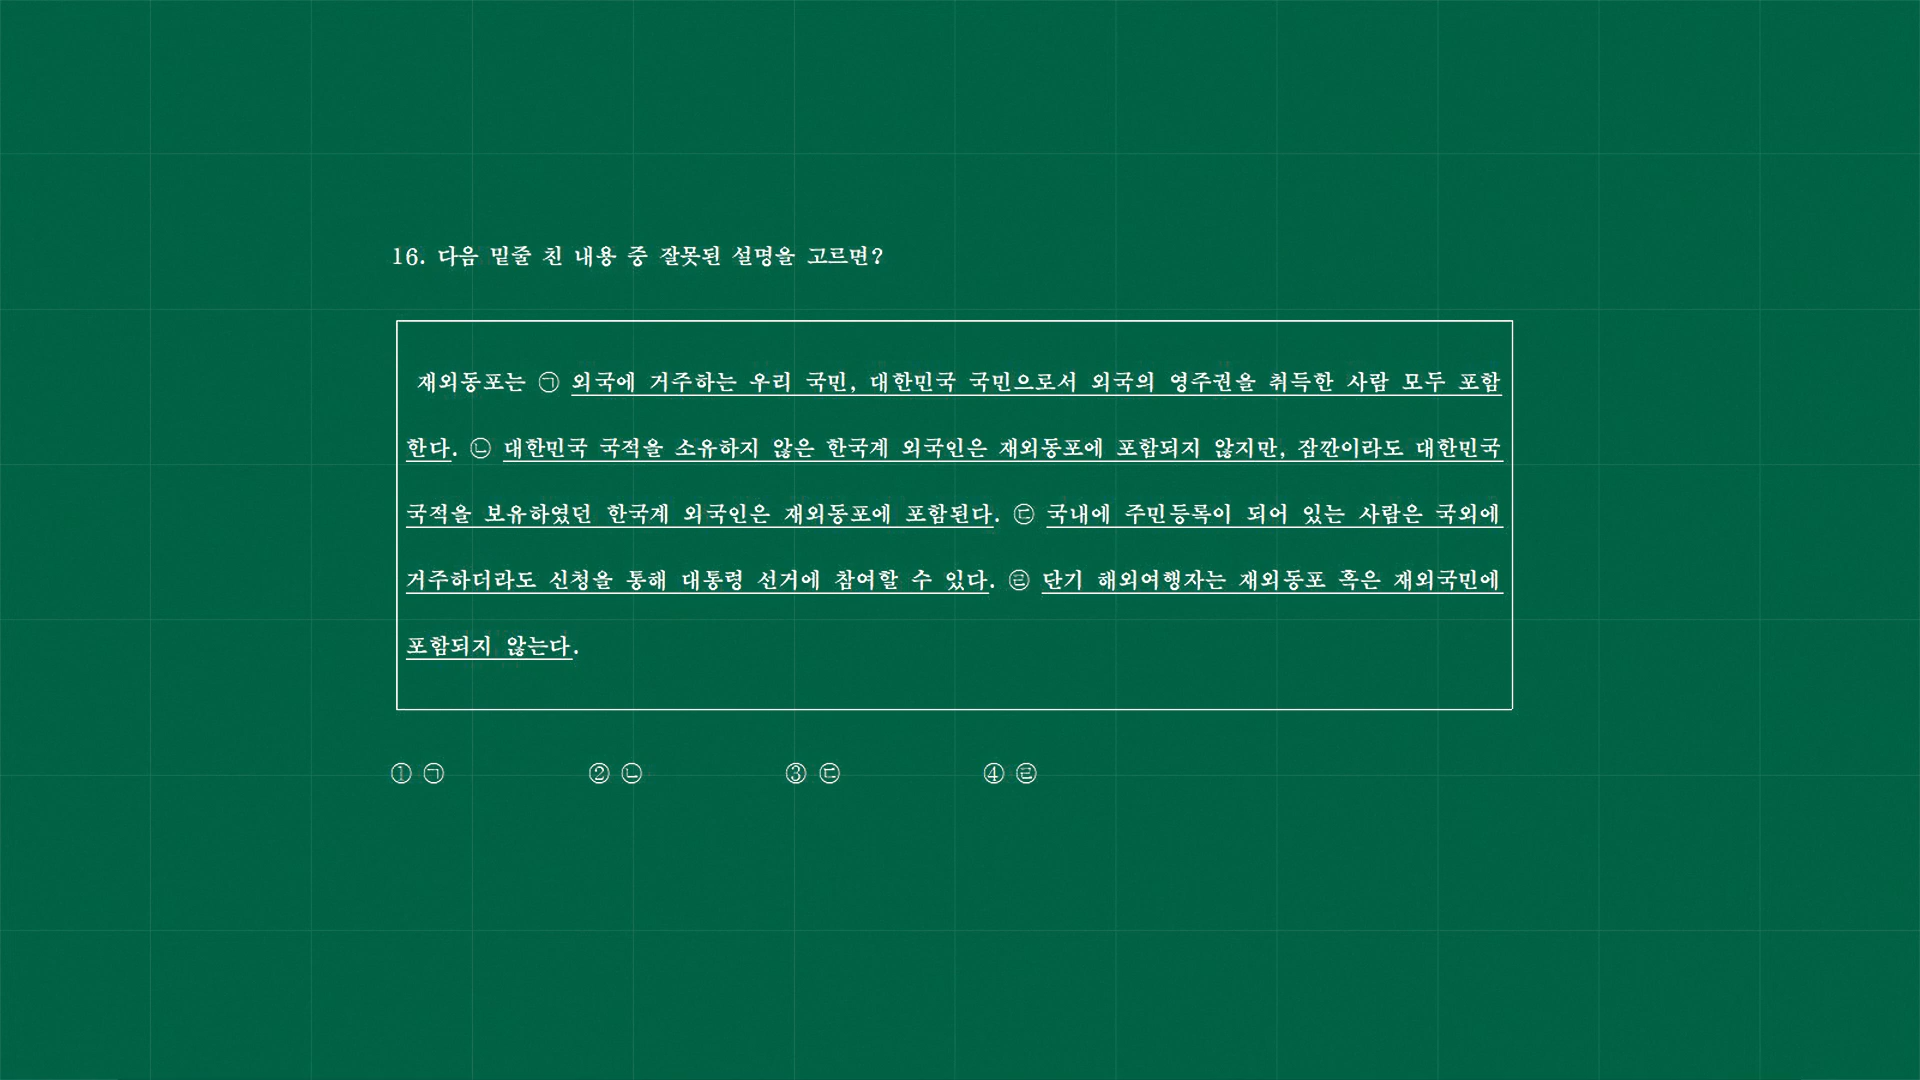 16. 다음 밑줄 친 내용 중 잘못된 설명을 고르면?
재외동포는 ㉠ 외국에 거주하는 우리 국민, 대한민국 국민으로서 외국의 영주권을 취득한 사람 모두 포함
한다. ㉡ 대한민국 국적을 소유하지 않은 한국계 외국인은 재외동포에 포함되지 않지만, 잠깐이라도 대한민국
국적을 보유하였던 한국계 외국인은 재외동포에 포함된다. ㉢ 국내에 주민등록이 되어 있는 사람은 국외에
거주하더라도 신청을 통해 대통령 선거에 참여할 수 있다. ㉣ 단기 해외여행자는 재외동포 혹은 재외국민에
포함되지 않는다.
① ㉠ ② ㉡ ③ ㉢ ④ ㉣